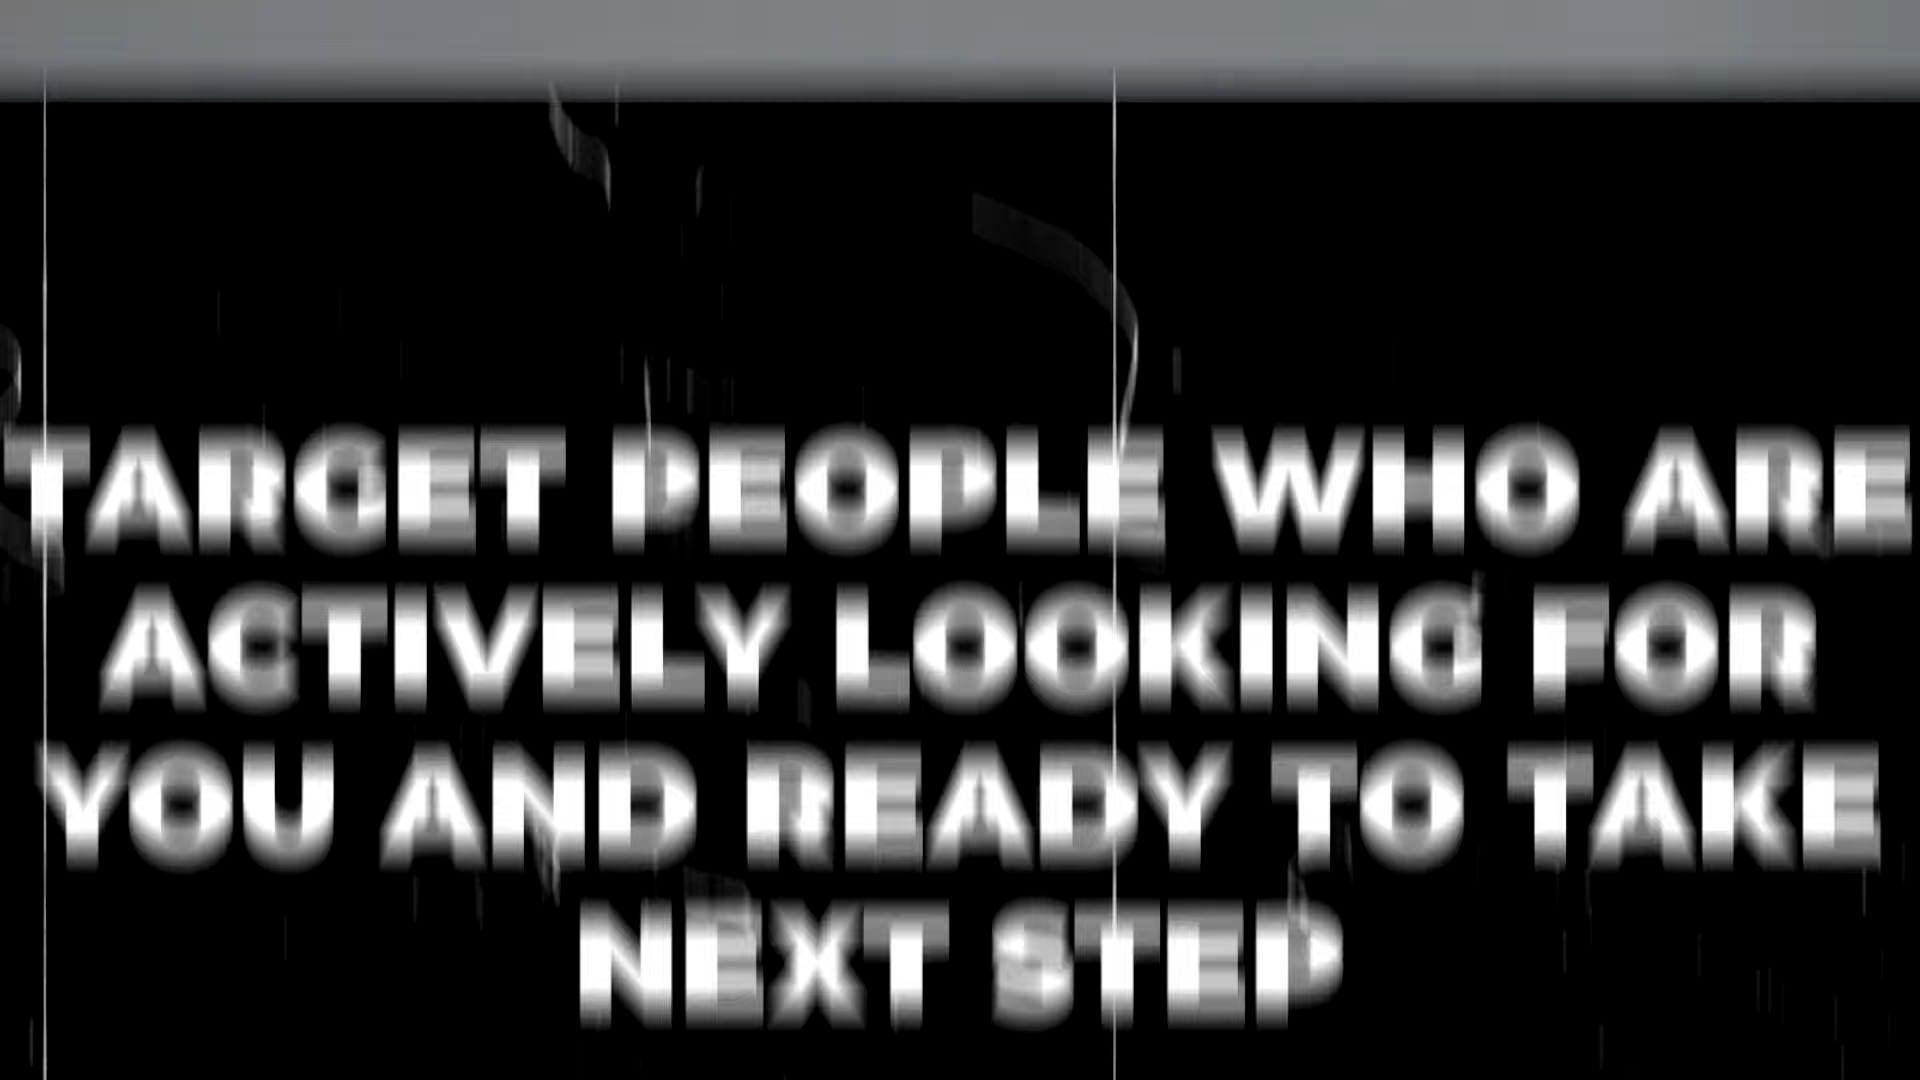 TARGET PEOPLE WHO ARE
ACTIVELY LOOKING FOR
YOU AND READY TO TAKE
NEXT STEP